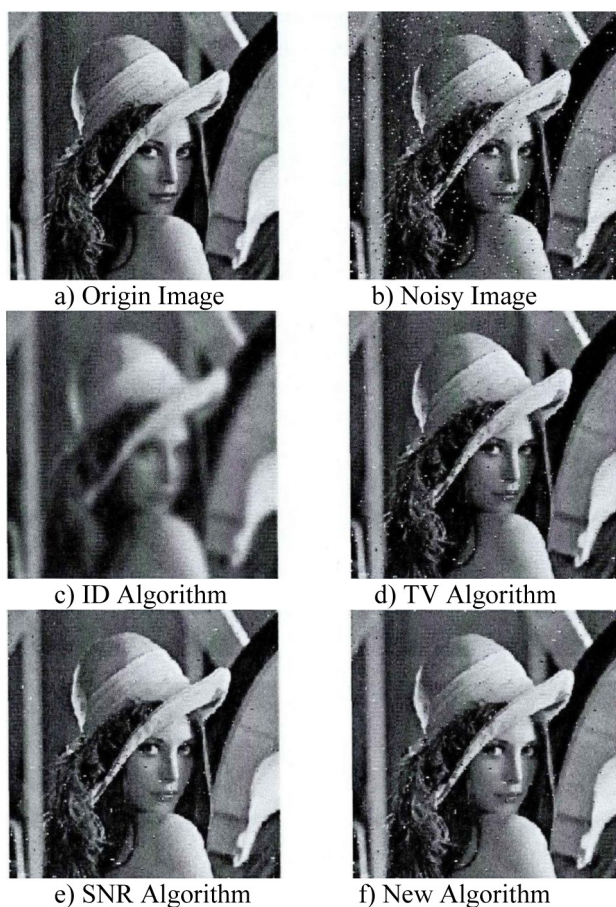 a) Origin Image
b) Noisy Image
c) ID Algorithm
d) TV Algorithm
e) SNR Algorithm
f) New Algorithm